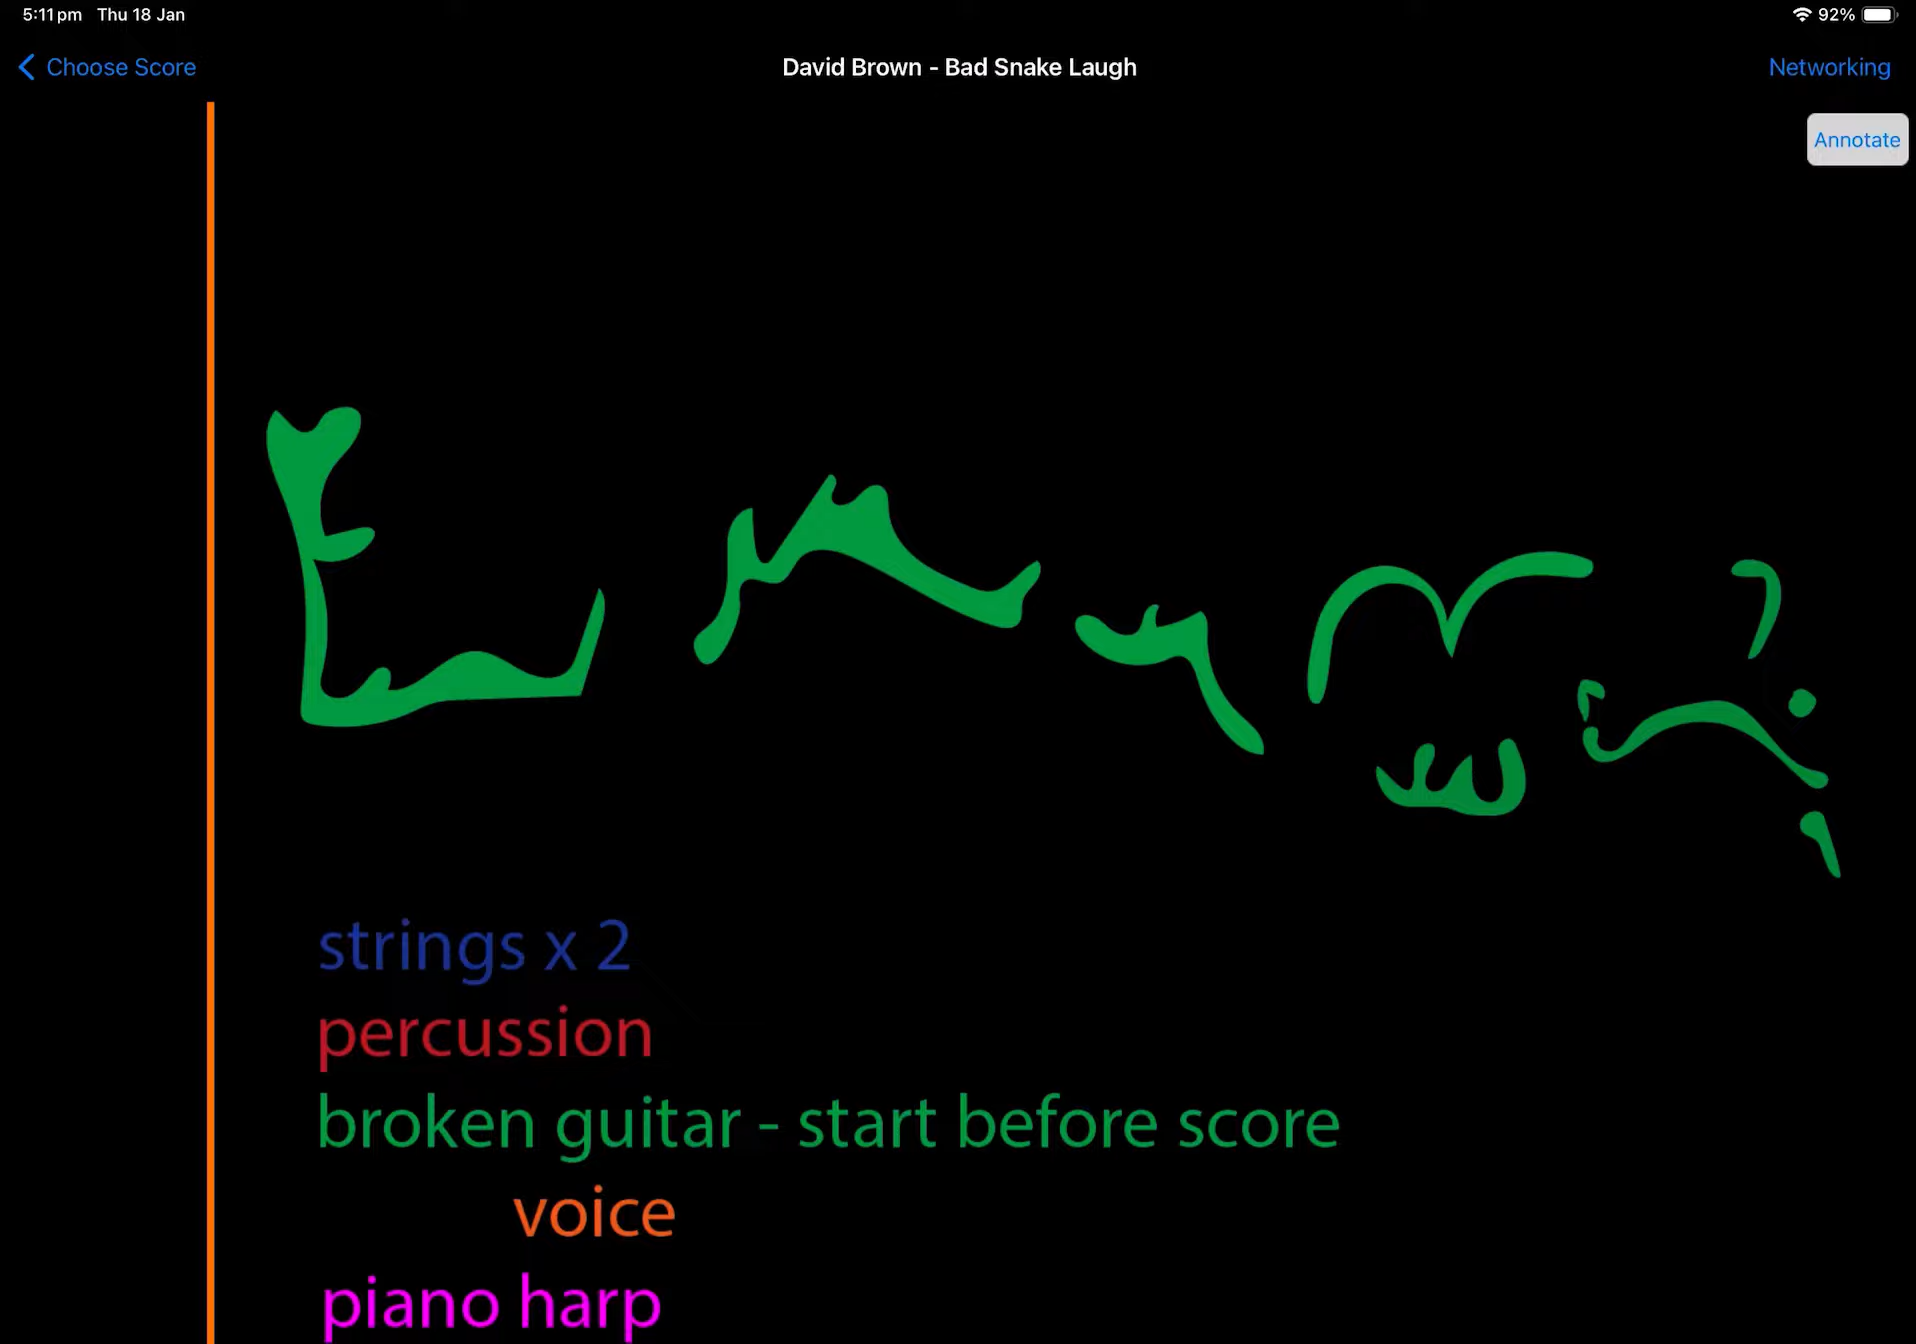 5:11 pm Thu 18 Jan 92%
Choose Score David Brown - Bad Snake Laugh Networking
Annotate
strings x 2
percussion
broken guitar - start before score
voice
piano harp